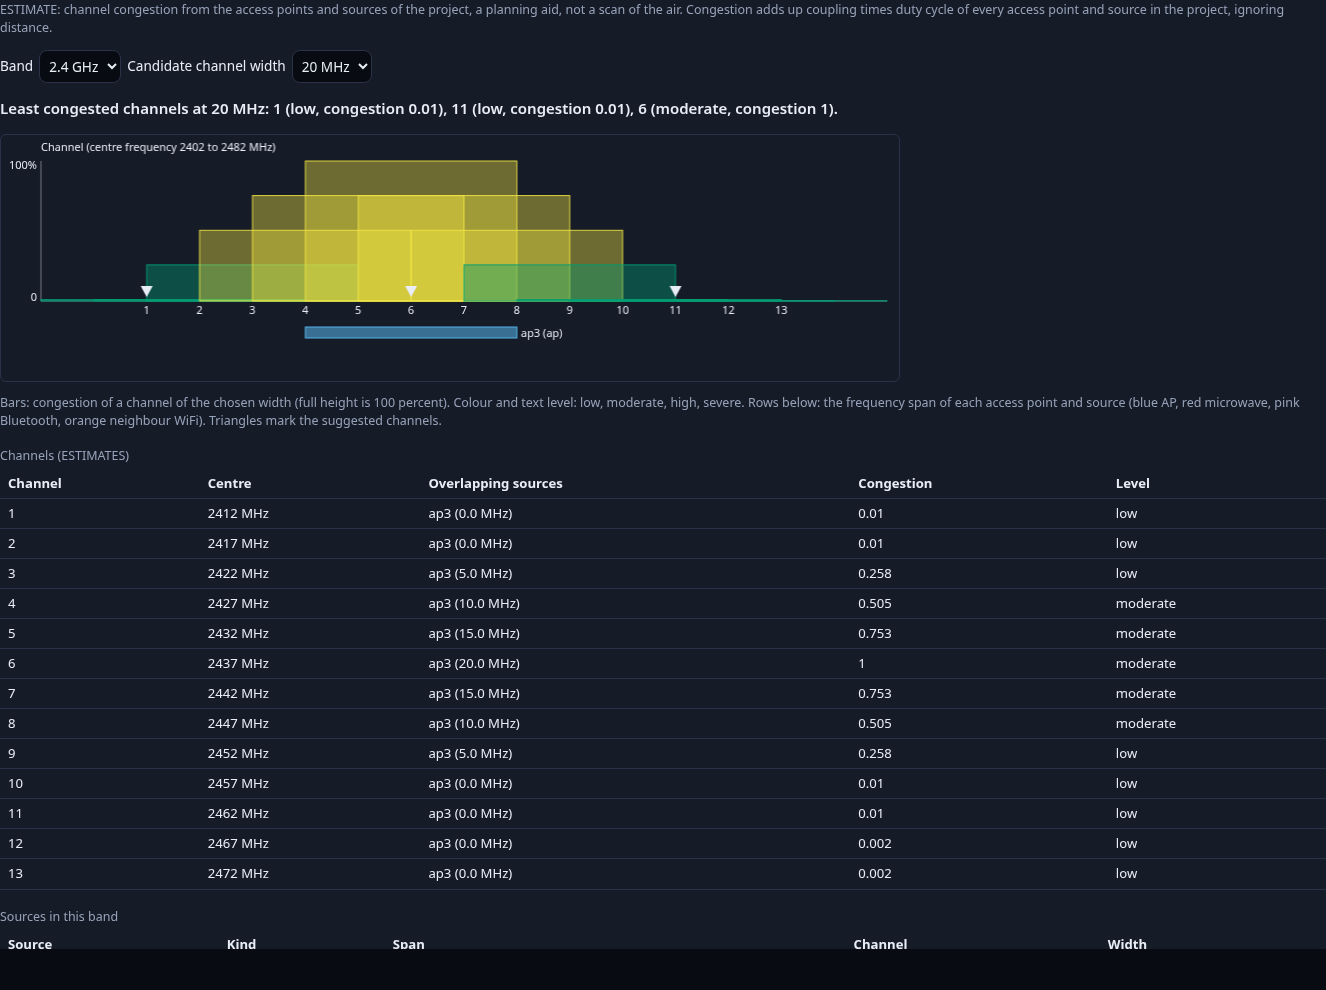 ESTIMATE: channel congestion from the access points and sources of the project, a planning aid, not a scan of the air. Congestion adds up coupling times duty cycle of every access point and source in the project, ignoring
distance.
Band 2.4 GHz Candidate channel width 20 MHz
Least congested channels at 20 MHz: 1 (low, congestion 0.01), 11 (low, congestion 0.01), 6 (moderate, congestion 1).
Channel (centre frequency 2402 to 2482 MHz)
100%
0
1 2 3 4 5 6 7 8 9 10 11 12 13
ap3 (ap)
Bars: congestion of a channel of the chosen width (full height is 100 percent). Colour and text level: low, moderate, high, severe. Rows below: the frequency span of each access point and source (blue AP, red microwave, pink
Bluetooth, orange neighbour WiFi). Triangles mark the suggested channels.
Channels (ESTIMATES)
Channel Centre Overlapping sources Congestion Level
1 2412 MHz ap3 (0.0 MHz) 0.01 low
2 2417 MHz ap3 (0.0 MHz) 0.01 low
3 2422 MHz ap3 (5.0 MHz) 0.258 low
4 2427 MHz ap3 (10.0 MHz) 0.505 moderate
5 2432 MHz ap3 (15.0 MHz) 0.753 moderate
6 2437 MHz ap3 (20.0 MHz) 1 moderate
7 2442 MHz ap3 (15.0 MHz) 0.753 moderate
8 2447 MHz ap3 (10.0 MHz) 0.505 moderate
9 2452 MHz ap3 (5.0 MHz) 0.258 low
10 2457 MHz ap3 (0.0 MHz) 0.01 low
11 2462 MHz ap3 (0.0 MHz) 0.01 low
12 2467 MHz ap3 (0.0 MHz) 0.002 low
13 2472 MHz ap3 (0.0 MHz) 0.002 low
Sources in this band
Source Kind Span Channel Width